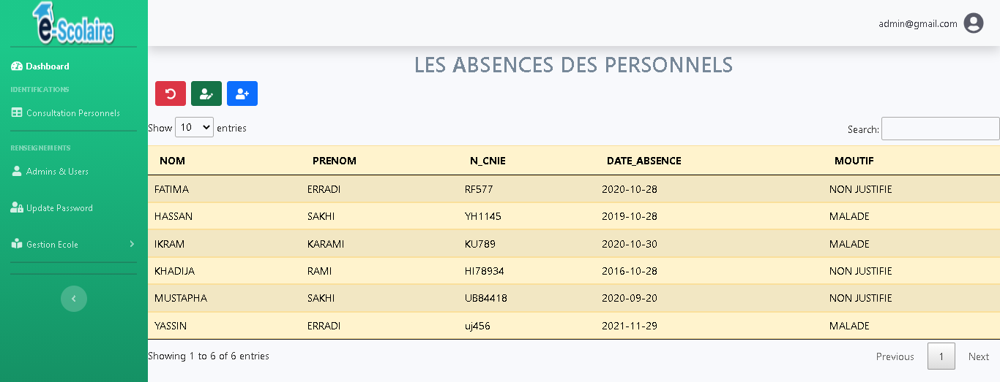 e-Scolaire
admin@gmail.com
Dashboard
IDENTIFICATIONS
Consultation Personnels
RENSEIGNEMENTS
Admins & Users
Update Password
Gestion Ecole
LES ABSENCES DES PERSONNELS
Show 10 entries
Search:
NOM PRENOM N_CNIE DATE_ABSENCE MOUTIF
FATIMA ERRADI RF577 2020-10-28 NON JUSTIFIE
HASSAN SAKHI YH1145 2019-10-28 MALADE
IKRAM KARAMI KU789 2020-10-30 MALADE
KHADIJA RAMI HI78934 2016-10-28 NON JUSTIFIE
MUSTAPHA SAKHI UB84418 2020-09-20 NON JUSTIFIE
YASSIN ERRADI uj456 2021-11-29 MALADE
Showing 1 to 6 of 6 entries
Previous 1 Next